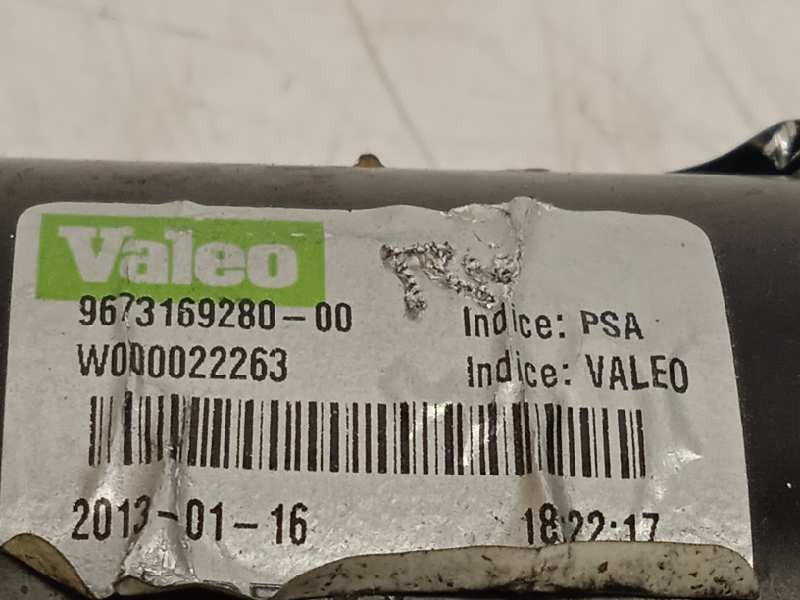 Valeo
9673169280-00 Indice: PSA
W000022263 Indice: VALEO
2013-01-16 18:22:17